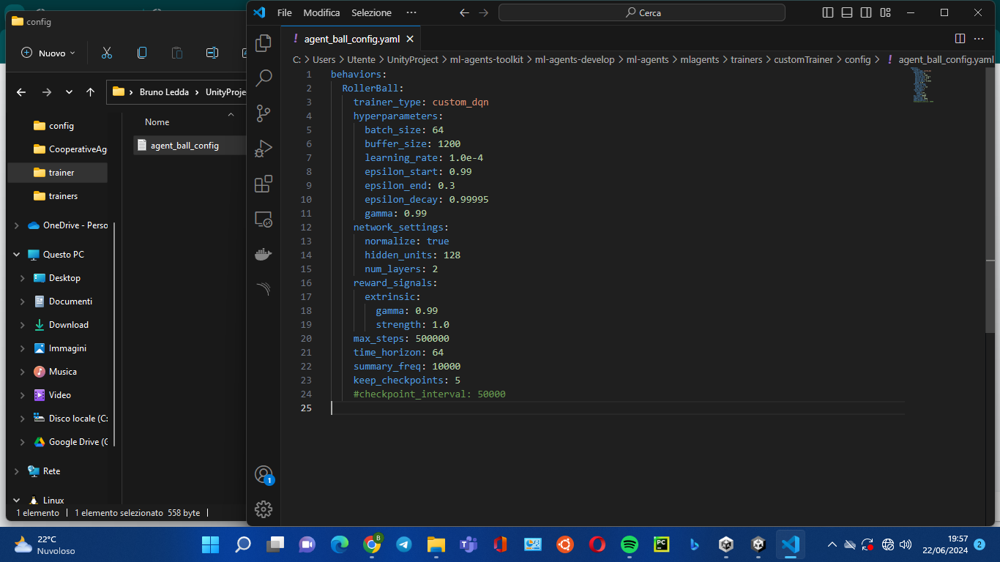 config
Nuovo
Bruno Ledda
UnityProje
config
CooperativeAg
trainer
trainers
OneDrive - Perso
Questo PC
Desktop
Documenti
Download
Immagini
Musica
Video
Disco locale (C:
Google Drive (G
Rete
Linux
Nome
agent_ball_config
1 elemento
1 elemento selezionato 558 byte
File Modifica Selezione ···
Cerca
! agent_ball_config.yaml
C: > Users > Utente > UnityProject > ml-agents-toolkit > ml-agents-develop > ml-agents > mlagents > trainers > customTrainer > config > ! agent_ball_config.yaml
1 behaviors:
2 RollerBall:
3 trainer_type: custom_dqn
4 hyperparameters:
5 batch_size: 64
6 buffer_size: 1200
7 learning_rate: 1.0e-4
8 epsilon_start: 0.99
9 epsilon_end: 0.3
10 epsilon_decay: 0.99995
11 gamma: 0.99
12 network_settings:
13 normalize: true
14 hidden_units: 128
15 num_layers: 2
16 reward_signals:
17 extrinsic:
18 gamma: 0.99
19 strength: 1.0
20 max_steps: 500000
21 time_horizon: 64
22 summary_freq: 10000
23 keep_checkpoints: 5
24 #checkpoint_interval: 50000
25
1
22°C
Nuvoloso
B
PC
19:57
22/06/2024
2